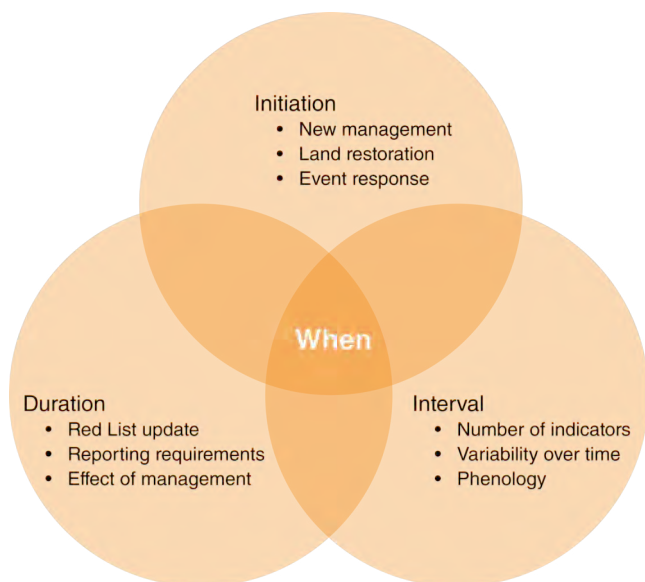 Initiation
• New management
• Land restoration
• Event response
When
Duration
• Red List update
• Reporting requirements
• Effect of management
Interval
• Number of indicators
• Variability over time
• Phenology